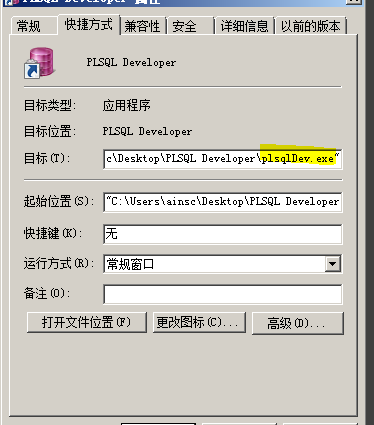 PLSQL Developer 属性
常规 快捷方式 兼容性 安全 详细信息 以前的版本
PLSQL Developer
目标类型: 应用程序
目标位置: PLSQL Developer
目标(T): c\Desktop\PLSQL Developer\plsqlDev.exe"
起始位置(S): "C:\Users\ainsc\Desktop\PLSQL Developer
快捷键(K): 无
运行方式(R): 常规窗口
备注(O):
打开文件位置(F) 更改图标(C)... 高级(D)...